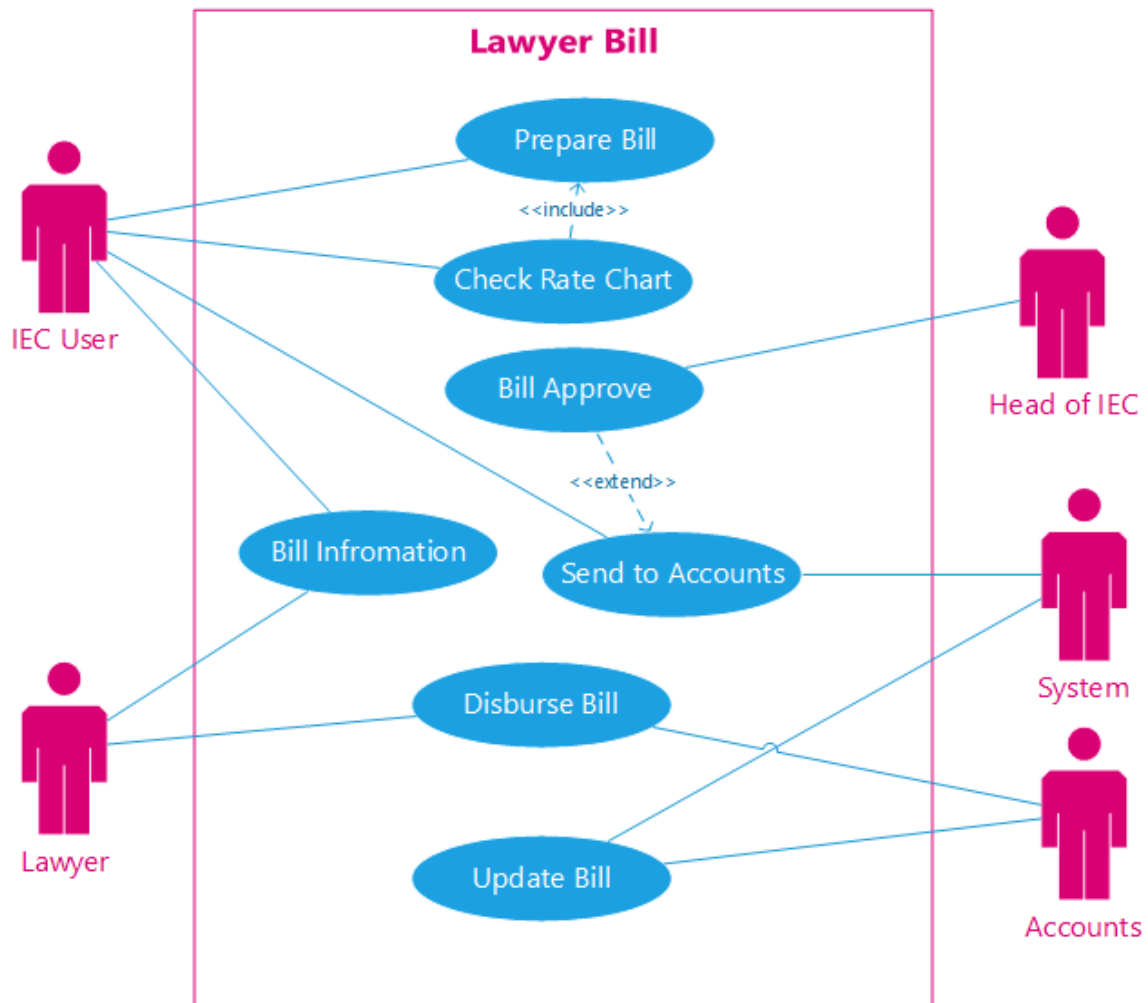 Lawyer Bill
Prepare Bill
<<include>>
Check Rate Chart
IEC User
Bill Approve
Head of IEC
<<extend>>
Bill Infromation
Send to Accounts
System
Disburse Bill
Lawyer
Update Bill
Accounts